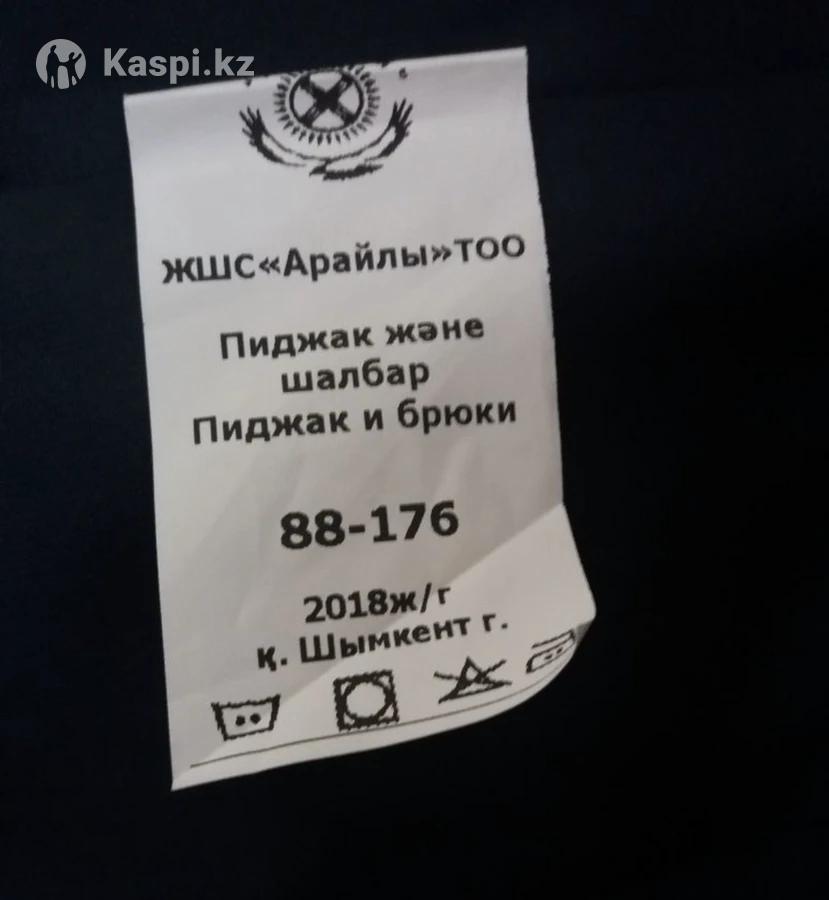 Kaspi.kz
ЖШС«Арайлы»ТОО
Пиджак және
шалбар
Пиджак и брюки
88-176
2018ж/г
қ. Шымкент г.